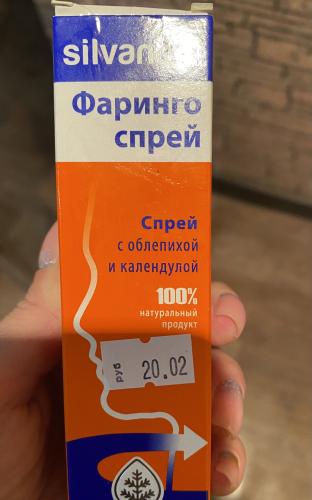 Фаринго
спрей
Спрей
с облепихой
и календулой
100%
натуральный
продукт
руб
20.02